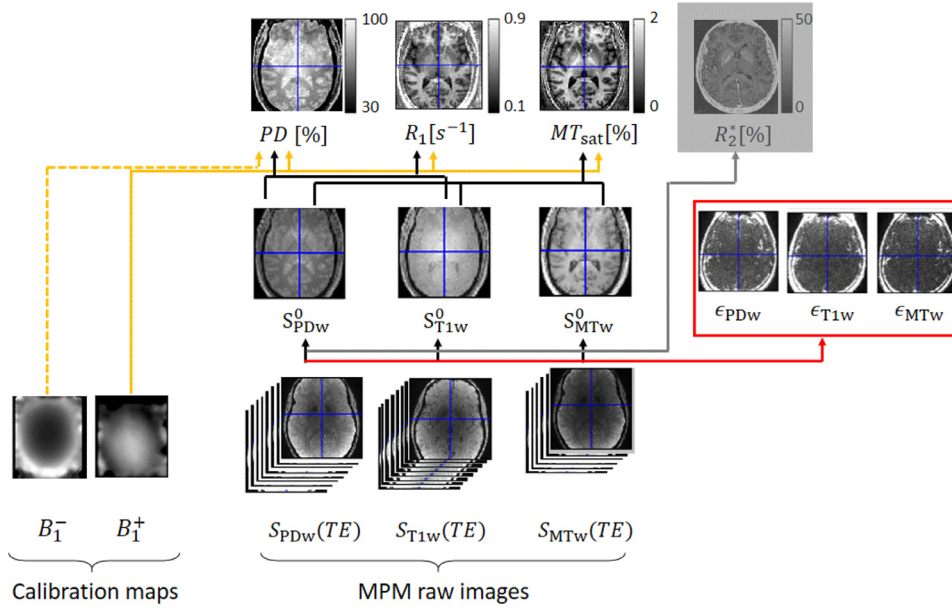 100
30
0.9
0.1
2
0
50
0
PD [%]
R₁[s⁻¹]
MTsat[%]
R₂*[%]
S⁰PDw
S⁰T1w
S⁰MTw
ϵPDw
ϵT1w
ϵMTw
B₁⁻
B₁⁺
SPDw(TE)
ST1w(TE)
SMTw(TE)
Calibration maps
MPM raw images